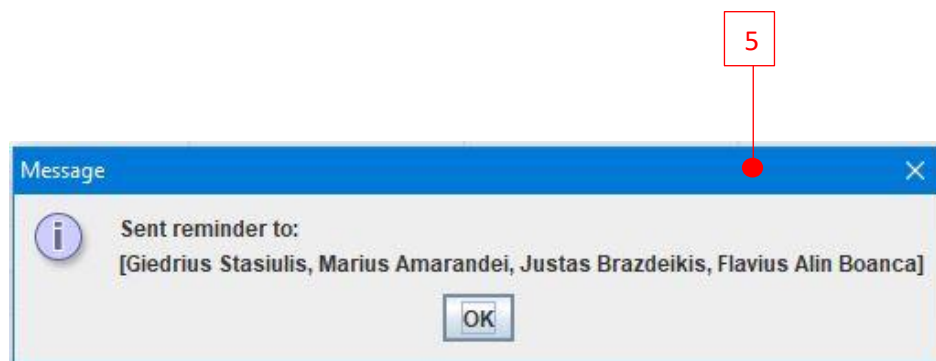 5
Message
Sent reminder to:
[Giedrius Stasiulis, Marius Amarandei, Justas Brazdeikis, Flavius Alin Boanca]
OK